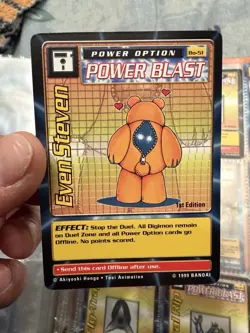 POWER OPTION
Bo-51
POWER BLAST
Even Steven
1st Edition
EFFECT: Stop the Duel. All Digimon
remain on Duel Zone and all Power Option cards go
Offline. No points scored.
• Send this card Offline after use.
© Akiyoshi Hongo • Toei Animation
© 1999 BANDAI